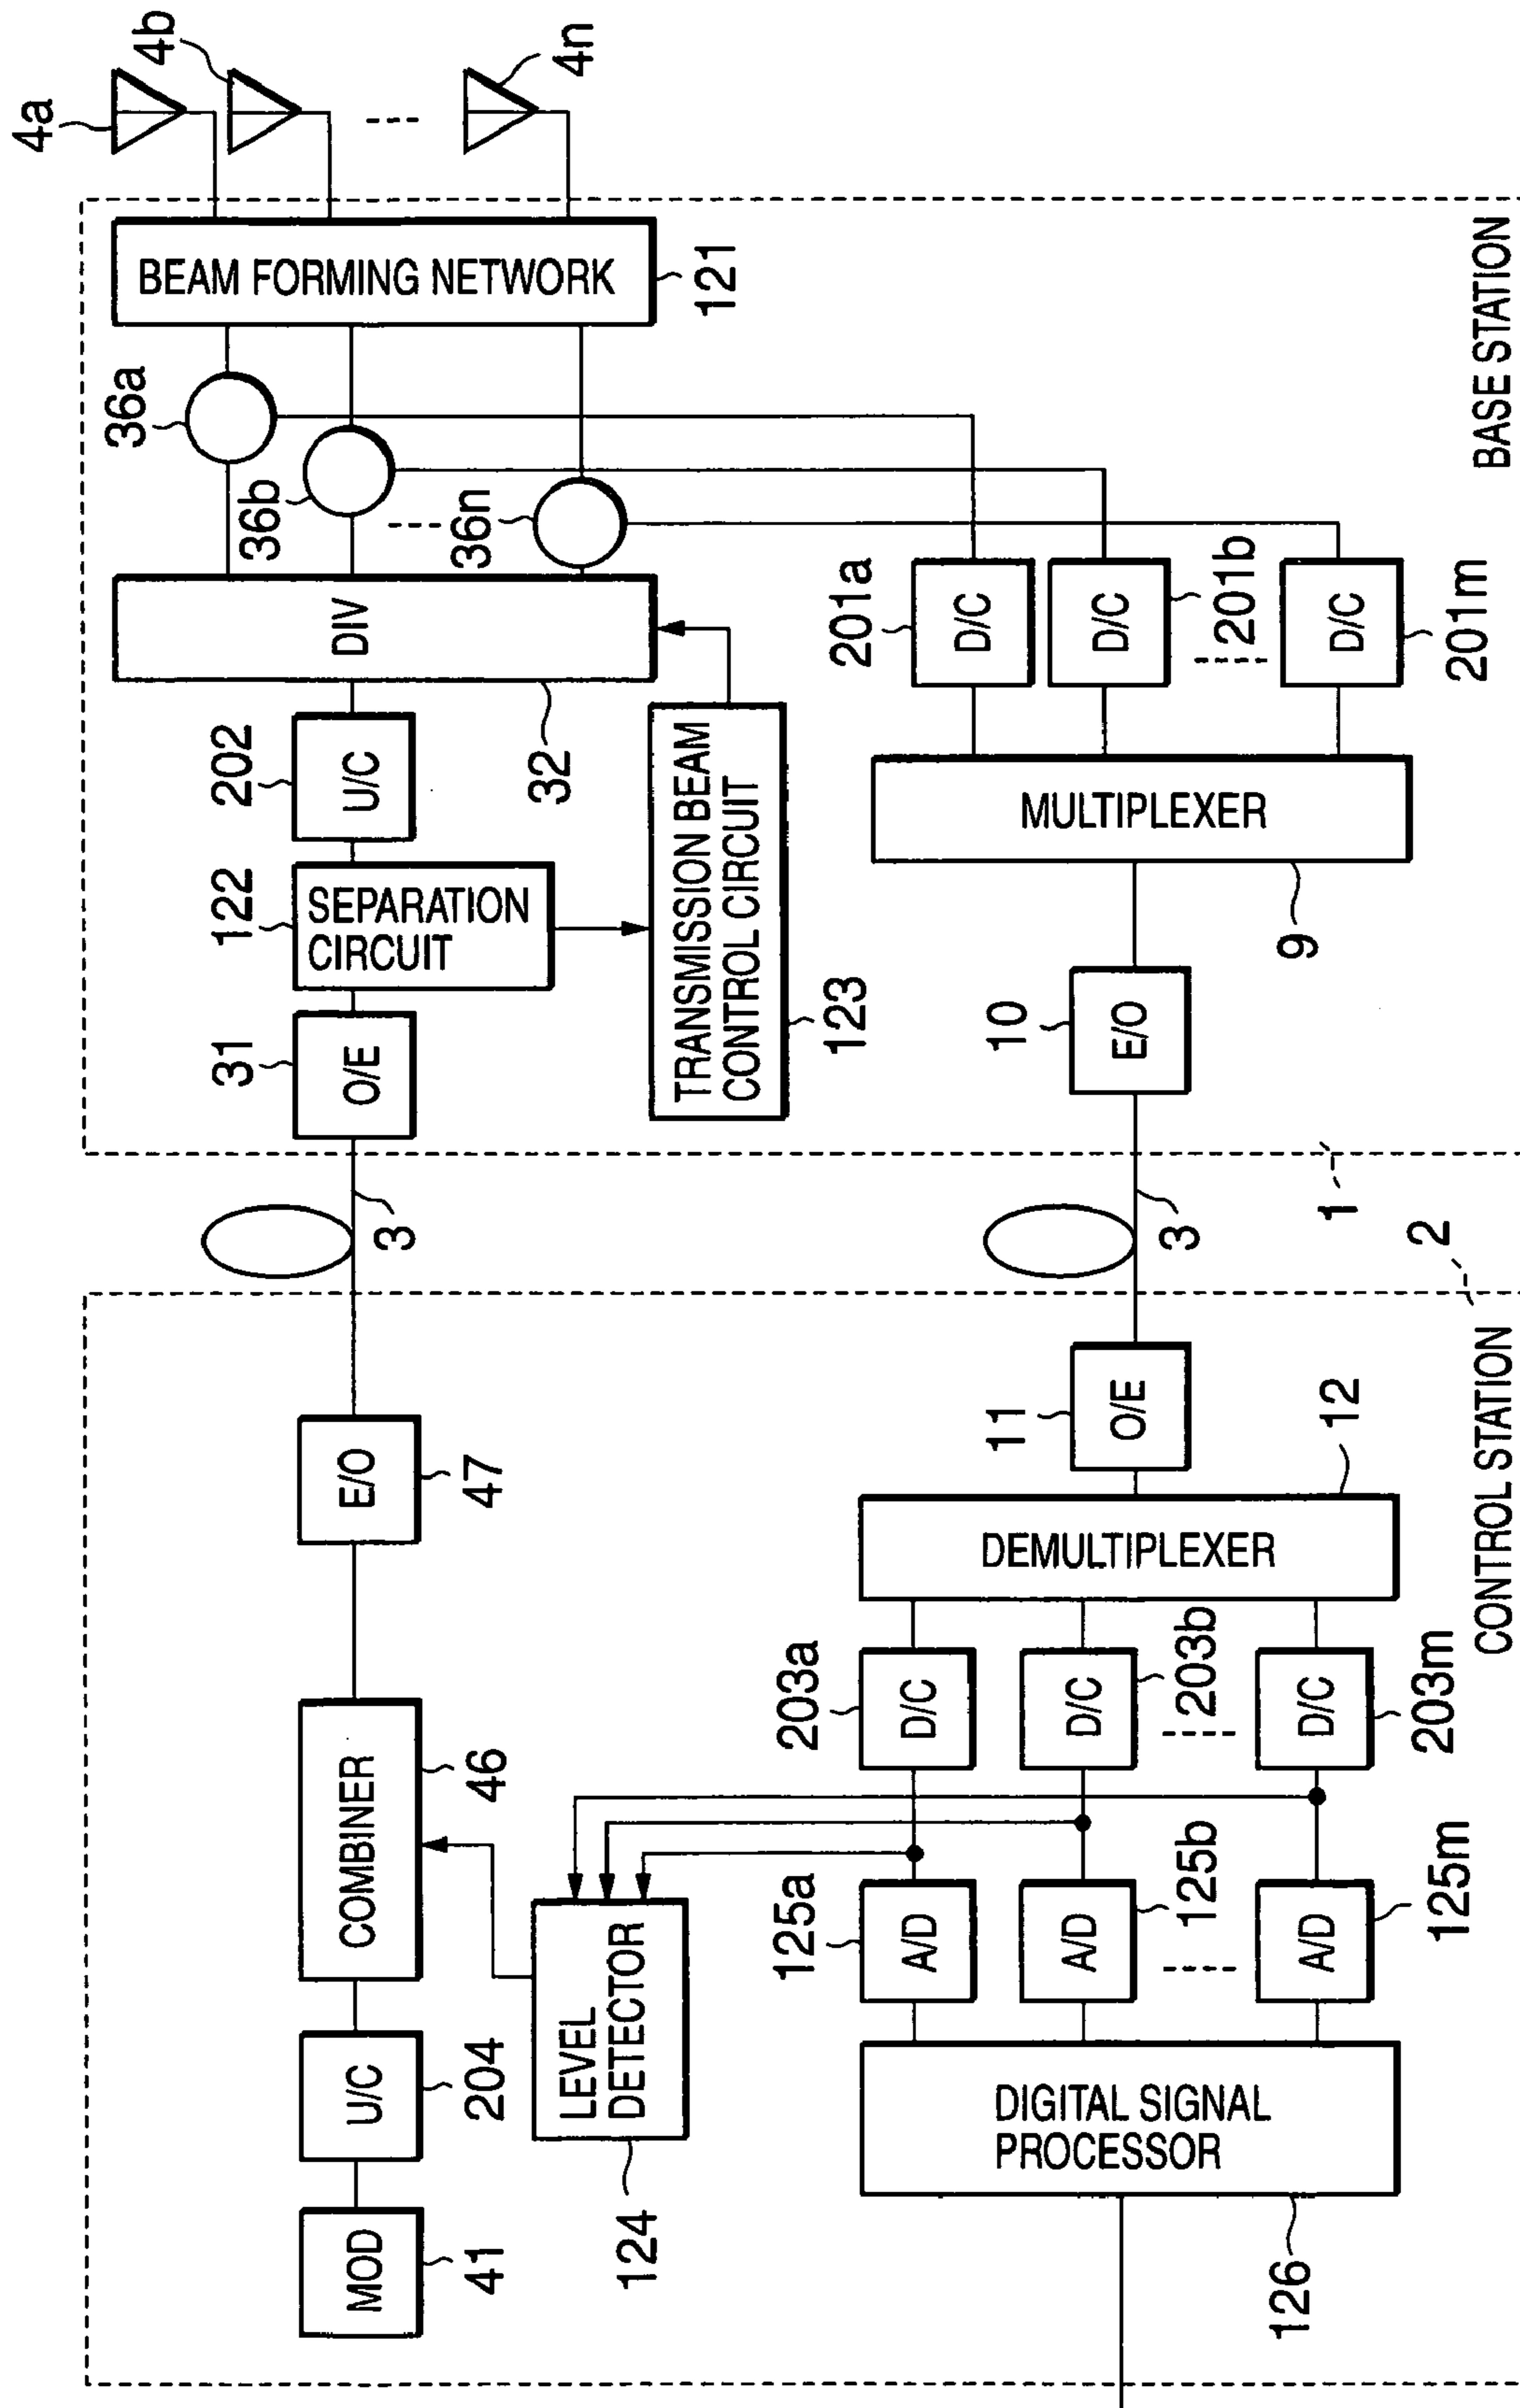 4a
4b
4n
BEAM FORMING NETWORK
121
36a
36b
36n
DIV
32
202
U/C
122
SEPARATION
CIRCUIT
31
O/E
TRANSMISSION BEAM
CONTROL CIRCUIT
123
201a
D/C
D/C
201b
D/C
201m
MULTIPLEXER
9
10
E/O
BASE STATION
1
3
3
2
CONTROL STATION
E/O
47
COMBINER
46
U/C
204
MOD
41
LEVEL
DETECTOR
124
11
O/E
12
DEMULTIPLEXER
203a
D/C
D/C
203b
D/C
203m
125a
A/D
A/D
125b
A/D
125m
DIGITAL SIGNAL
PROCESSOR
126